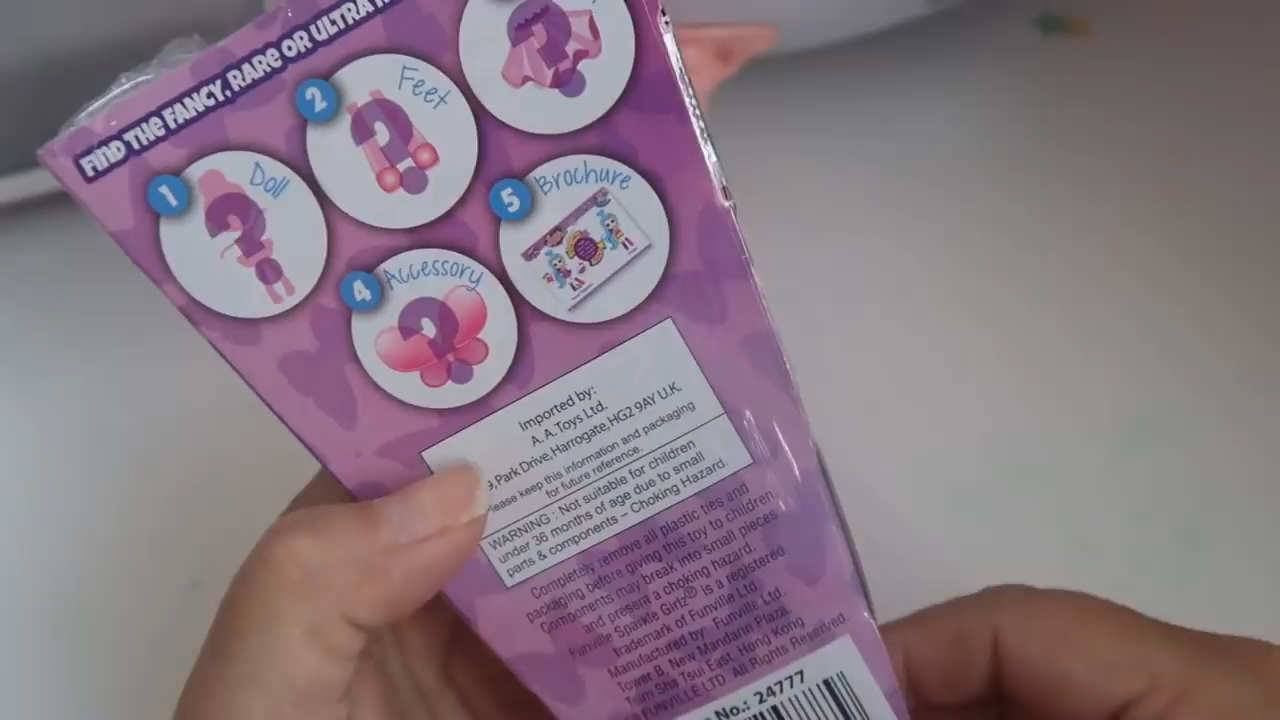 FIND THE FANCY, RARE OR ULTRA
1 Doll
2 Feet
4 Accessory
5 Brochure
Imported by:
A.A.Toys Ltd.
9,Park Drive,Harrogate,HG2 9AY U.K.
lease keep this information and packaging
for future reference.
WARNING : Not suitable for children
under 36 months of age due to small
parts & components – Choking Hazard.
Completely remove all plastic ties and
packaging before giving this toy to children.
Components may break into small pieces
and present a choking hazard.
Funville Sparkle Girlz® is a registered
trademark of Funville Ltd.
Manufactured by: Funville Ltd.
Tower B, New Mandarin Plaza,
Tsim Sha Tsui East, Hong Kong
FUNVILLE LTD. All Rights Reserved.
No.: 24777